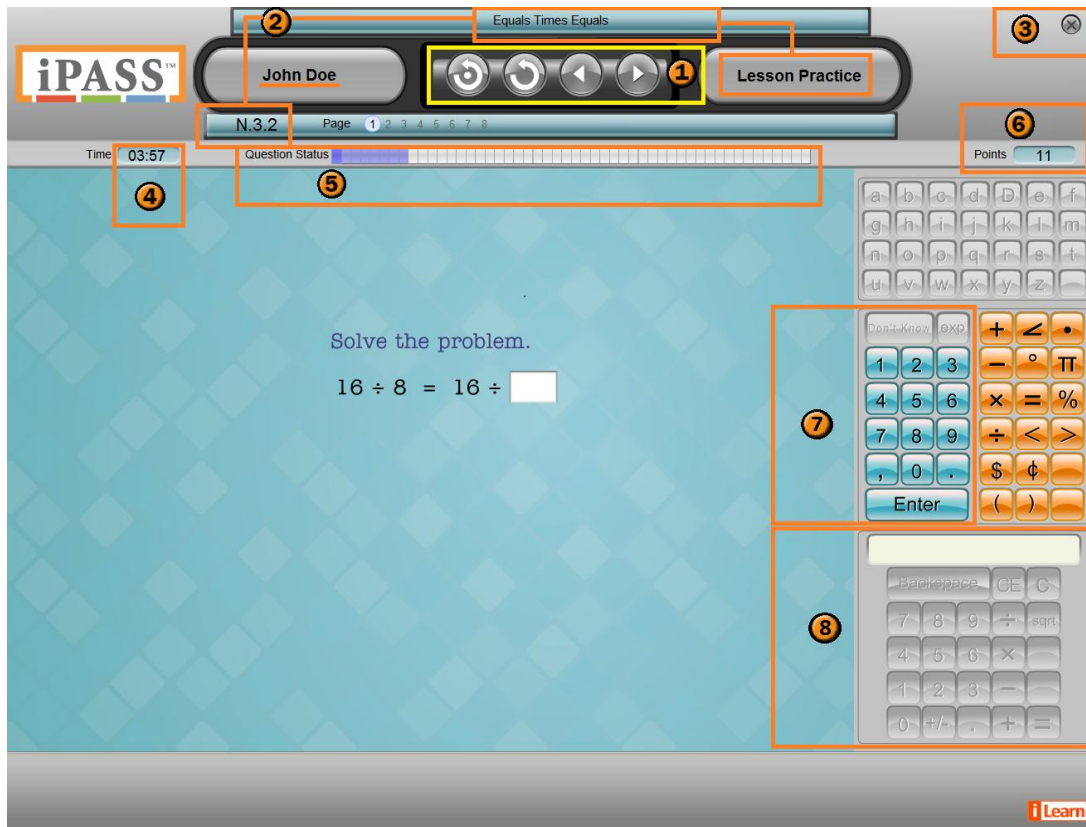 Equals Times Equals
2
3
iPASS™
John Doe
1
Lesson Practice
N.3.2
Page 1 2 3 4 5 6 7 8
6
Time 03:57
Question Status
Points 11
4
5
a b c d D e f
g h i j k l m
n o p q r s t
u v w x y z
Solve the problem.
16 ÷ 8 = 16 ÷
Don't Know exp
+ ∠ •
1 2 3
− ° π
4 5 6
× = %
7
7 8 9
÷ < >
, 0 .
$ ¢
Enter
( )
8
Backspace CE C
7 8 9 ÷ sqrt
4 5 6 ×
1 2 3 −
0 +/- . + =
i Learn